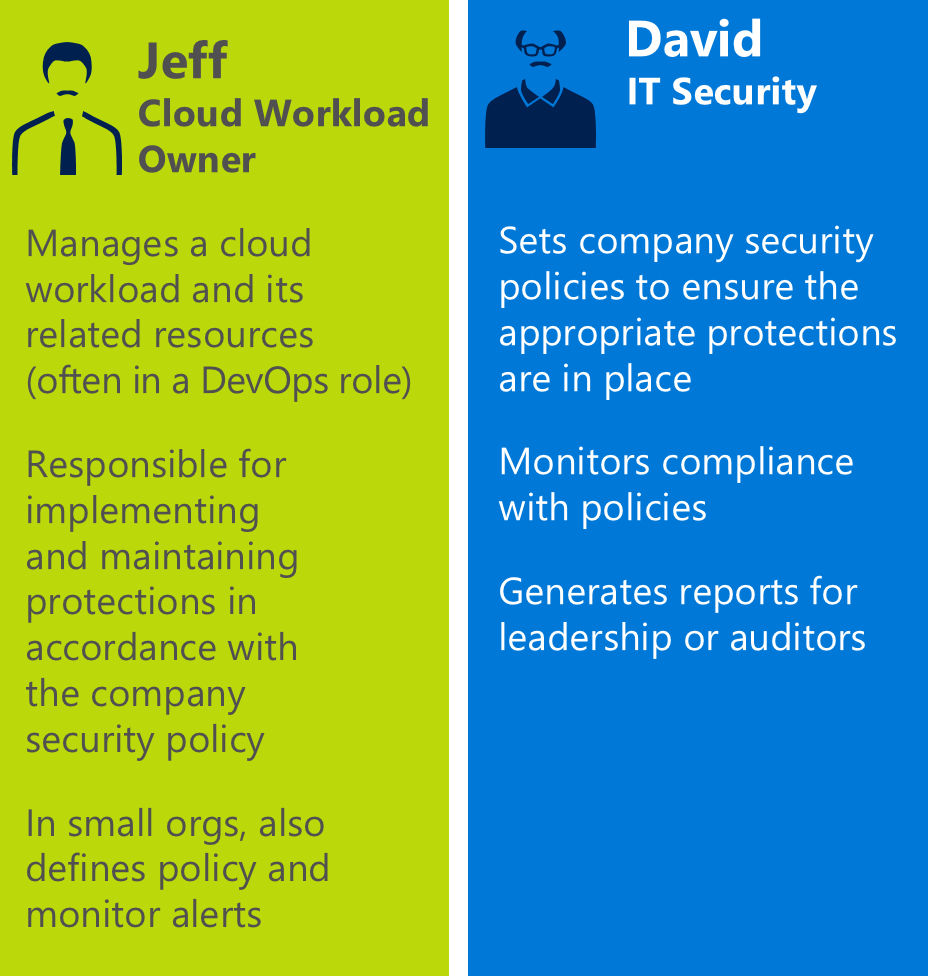 Jeff
Cloud Workload
Owner
Manages a cloud
workload and its
related resources
(often in a DevOps role)
Responsible for
implementing
and maintaining
protections in
accordance with
the company
security policy
In small orgs, also
defines policy and
monitor alerts
David
IT Security
Sets company security
policies to ensure the
appropriate protections
are in place
Monitors compliance
with policies
Generates reports for
leadership or auditors